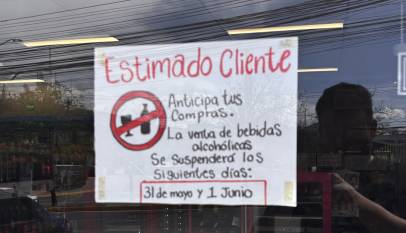 Estimado Cliente
Anticipa tus
Compras.
La venta de bebidas
alcohólicas
Se Suspenderá los
Siguientes días:
31 de mayo y 1 Junio